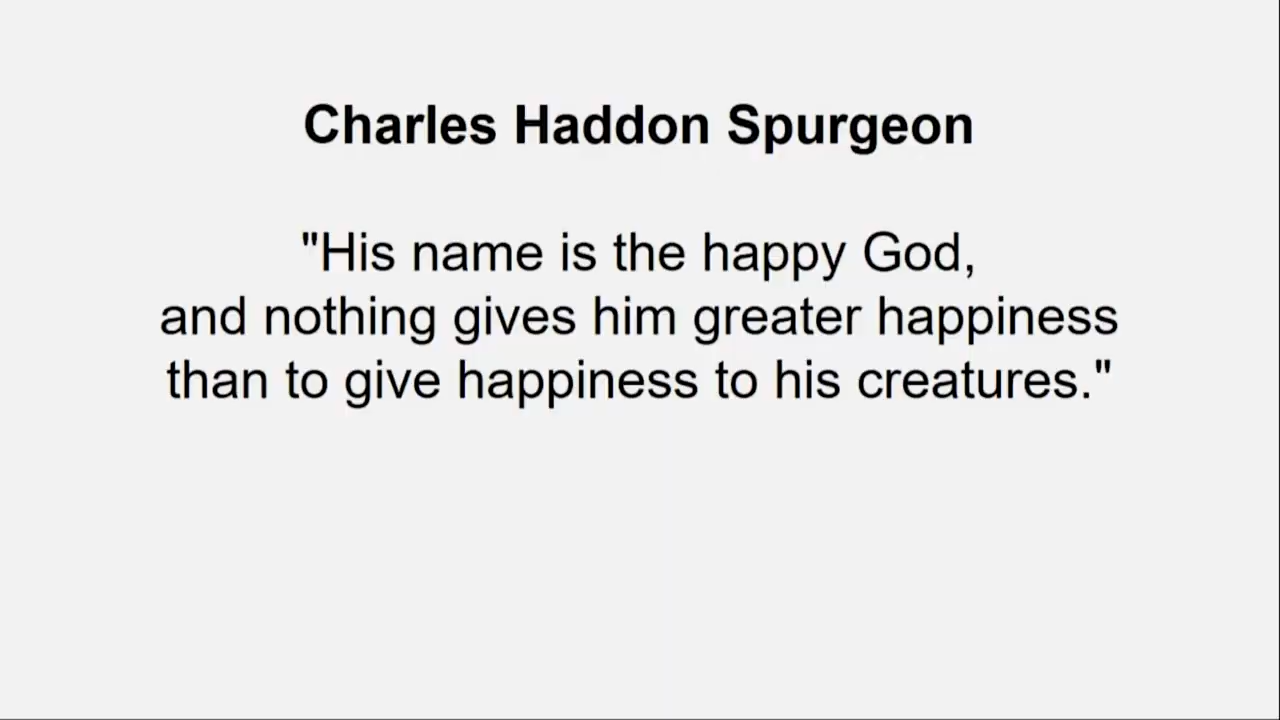 Charles Haddon Spurgeon
"His name is the happy God,
and nothing gives him greater happiness
than to give happiness to his creatures."